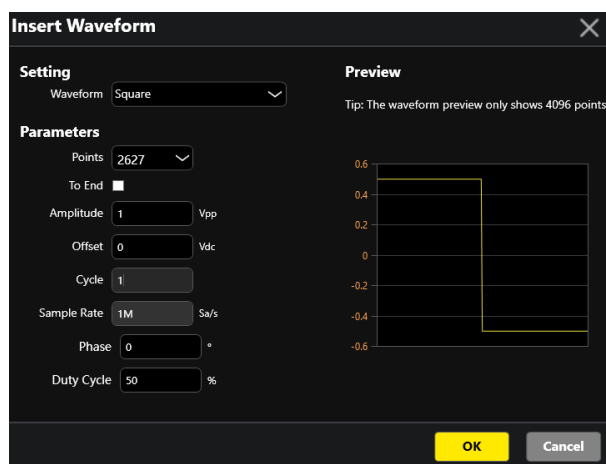 Insert Waveform
Setting
Waveform Square
Parameters
Points 2627
To End
Amplitude 1 Vpp
Offset 0 Vdc
Cycle 1
Sample Rate 1M Sa/s
Phase 0 °
Duty Cycle 50 %
Preview
Tip: The waveform preview only shows 4096 points
0.6
0.4
0.2
0
-0.2
-0.4
-0.6
OK Cancel